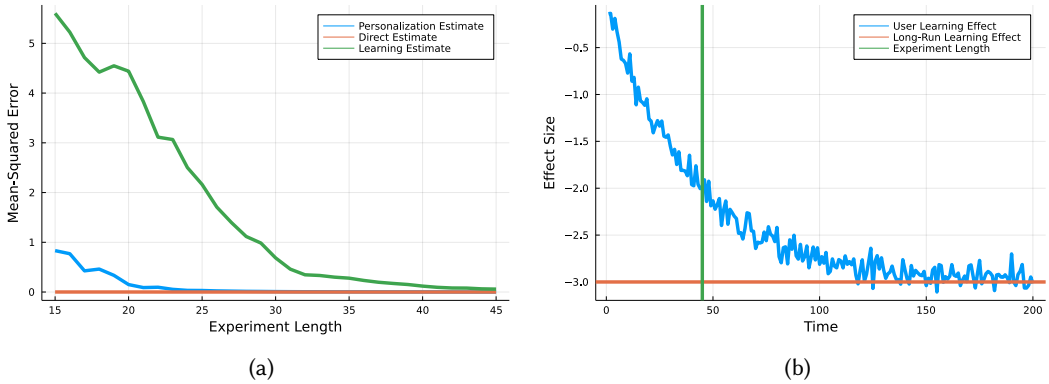 Mean-Squared Error
5
4
3
2
1
0
15
20
25
30
35
40
45
Experiment Length
Personalization Estimate
Direct Estimate
Learning Estimate
(a)
Effect Size
−0.5
−1.0
−1.5
−2.0
−2.5
−3.0
0
50
100
150
200
Time
User Learning Effect
Long-Run Learning Effect
Experiment Length
(b)